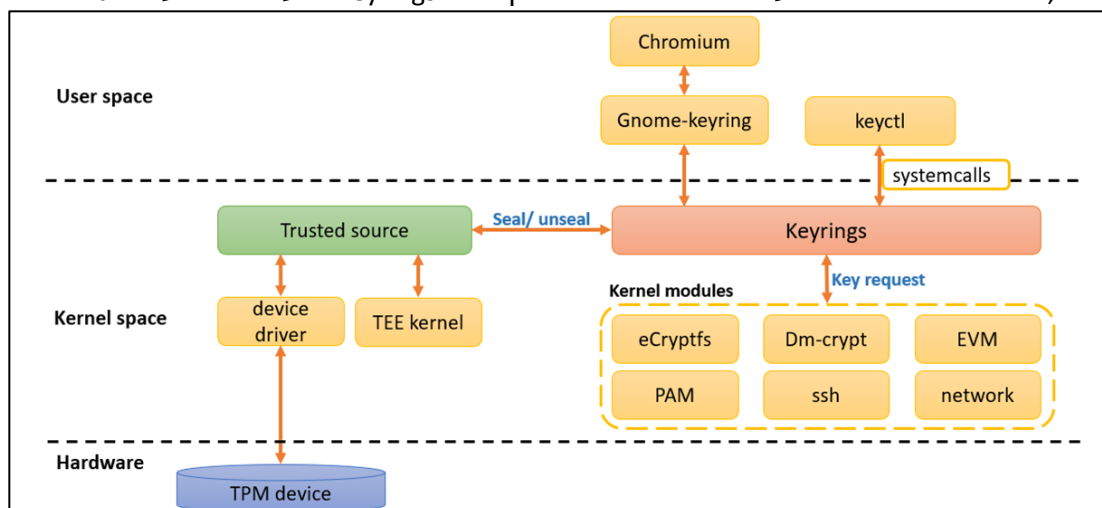 Chromium
User space
Gnome-keyring
keyctl
systemcalls
Trusted source
Seal/ unseal
Keyrings
Key request
Kernel modules
Kernel space
device
driver
TEE kernel
eCryptfs
Dm-crypt
EVM
PAM
ssh
network
Hardware
TPM device